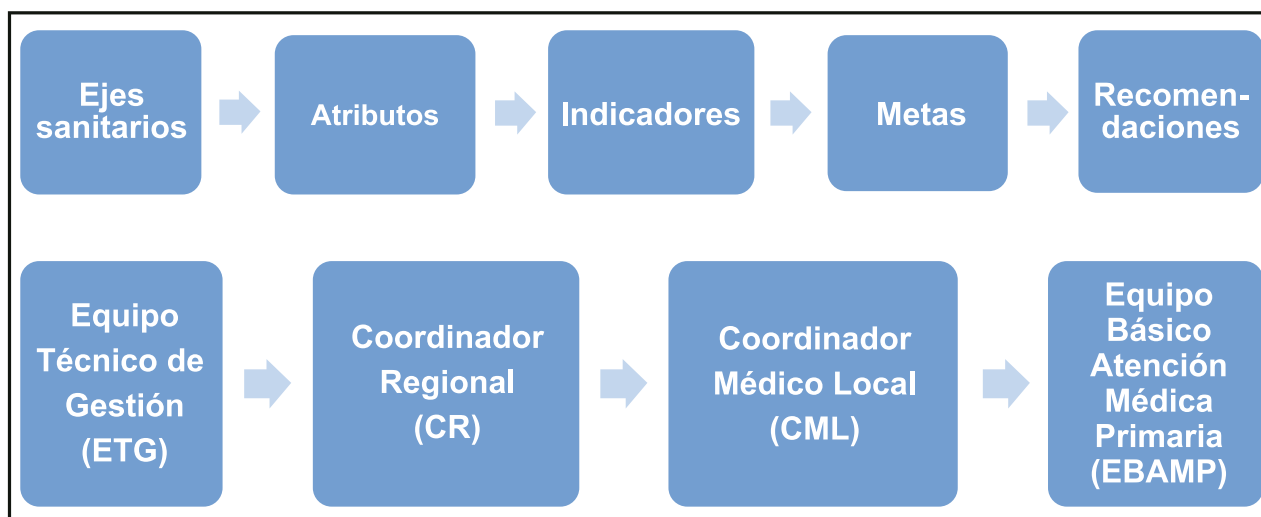 Ejes
sanitarios
Atributos
Indicadores
Metas
Recomen-
daciones
Equipo
Técnico de
Gestión
(ETG)
Coordinador
Regional
(CR)
Coordinador
Médico Local
(CML)
Equipo
Básico
Atención
Médica
Primaria
(EBAMP)